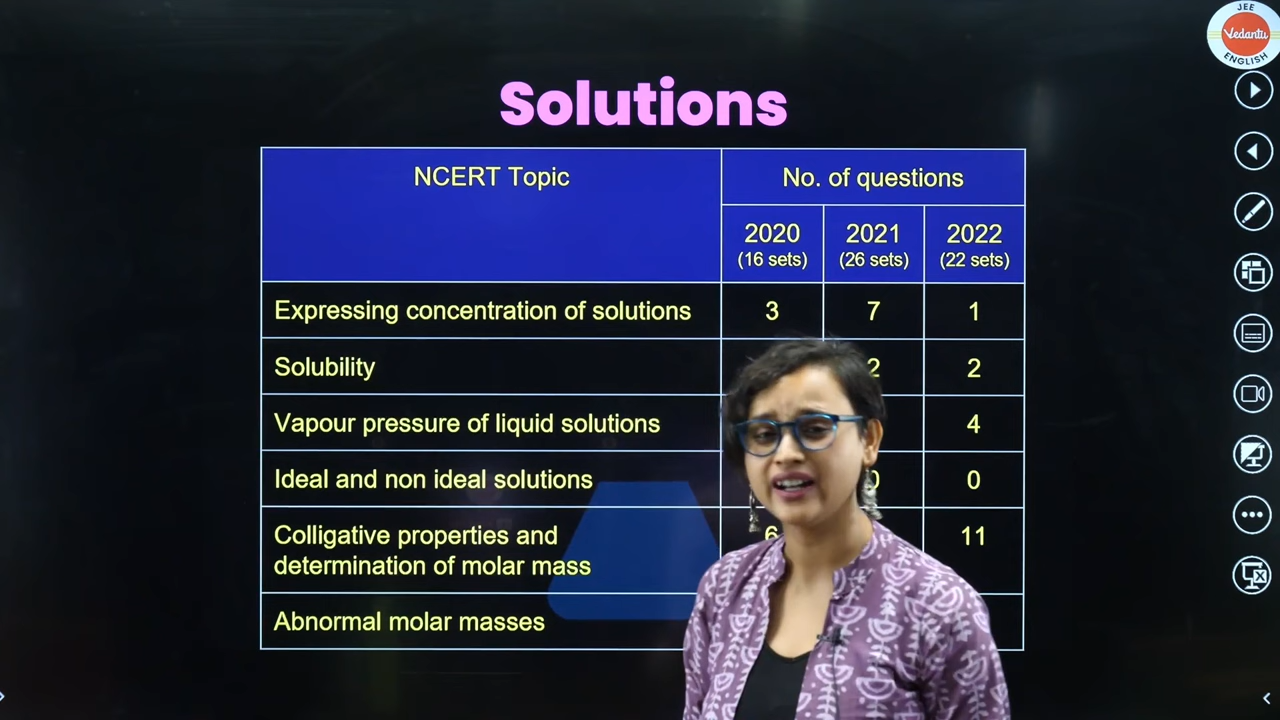 JEE
Vedantu
ENGLISH
Solutions
NCERT Topic No. of questions
2020 2021 2022
(16 sets) (26 sets) (22 sets)
Expressing concentration of solutions 3 7 1
Solubility 2 2
Vapour pressure of liquid solutions 4
Ideal and non ideal solutions 0 0
Colligative properties and 6 11
determination of molar mass
Abnormal molar masses